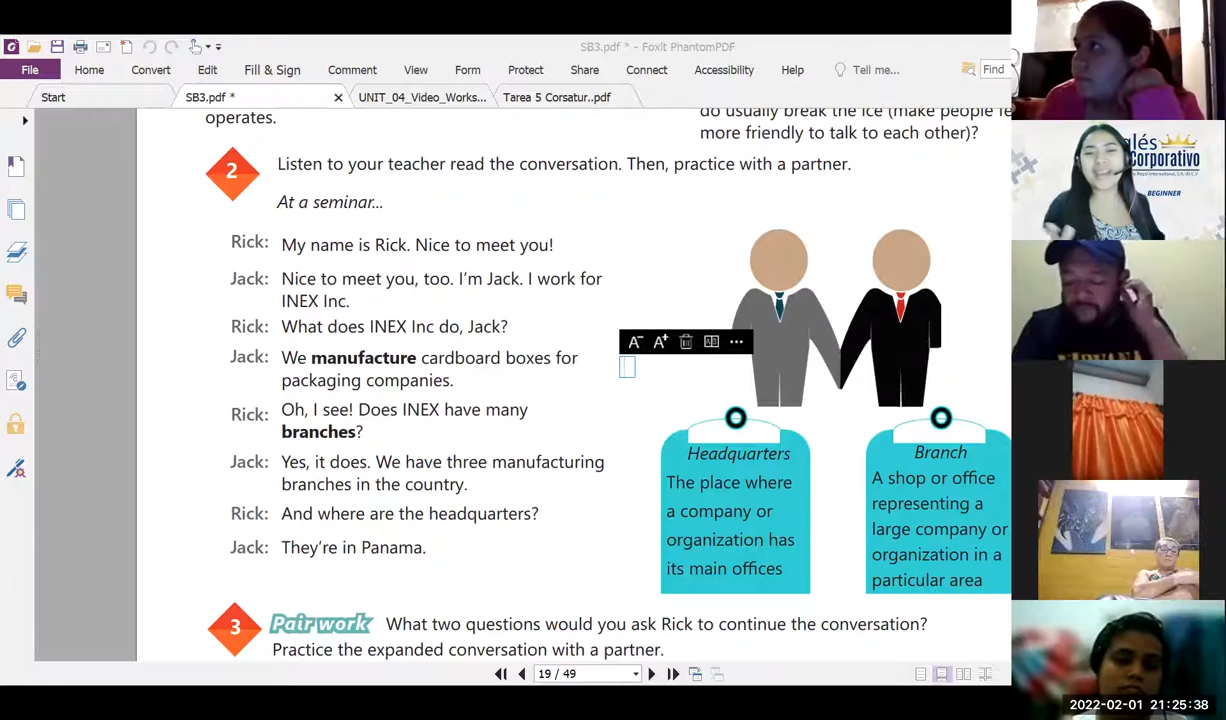 SB3.pdf * - Foxit PhantomPDF
File Home Convert Edit Fill & Sign Comment View Form Protect Share Connect Accessibility Help Tell me... Find
Start SB3.pdf * UNIT_04_Video_Works... Tarea 5 Corsatur..pdf
operates.
do usually break the ice (make people
more friendly to talk to each other)?
2 Listen to your teacher read the conversation. Then, practice with a partner.
At a seminar...
Rick: My name is Rick. Nice to meet you!
Jack: Nice to meet you, too. I'm Jack. I work for
INEX Inc.
Rick: What does INEX Inc do, Jack?
Jack: We manufacture cardboard boxes for
packaging companies.
Rick: Oh, I see! Does INEX have many
branches?
Jack: Yes, it does. We have three manufacturing
branches in the country.
Rick: And where are the headquarters?
Jack: They're in Panama.
Headquarters
The place where
a company or
organization has
its main offices
Branch
A shop or office
representing a
large company or
organization in a
particular area
3 Pair work What two questions would you ask Rick to continue the conversation?
Practice the expanded conversation with a partner.
19 / 49
glés
Corporativo
BEGINNER
2022-02-01 21:25:38